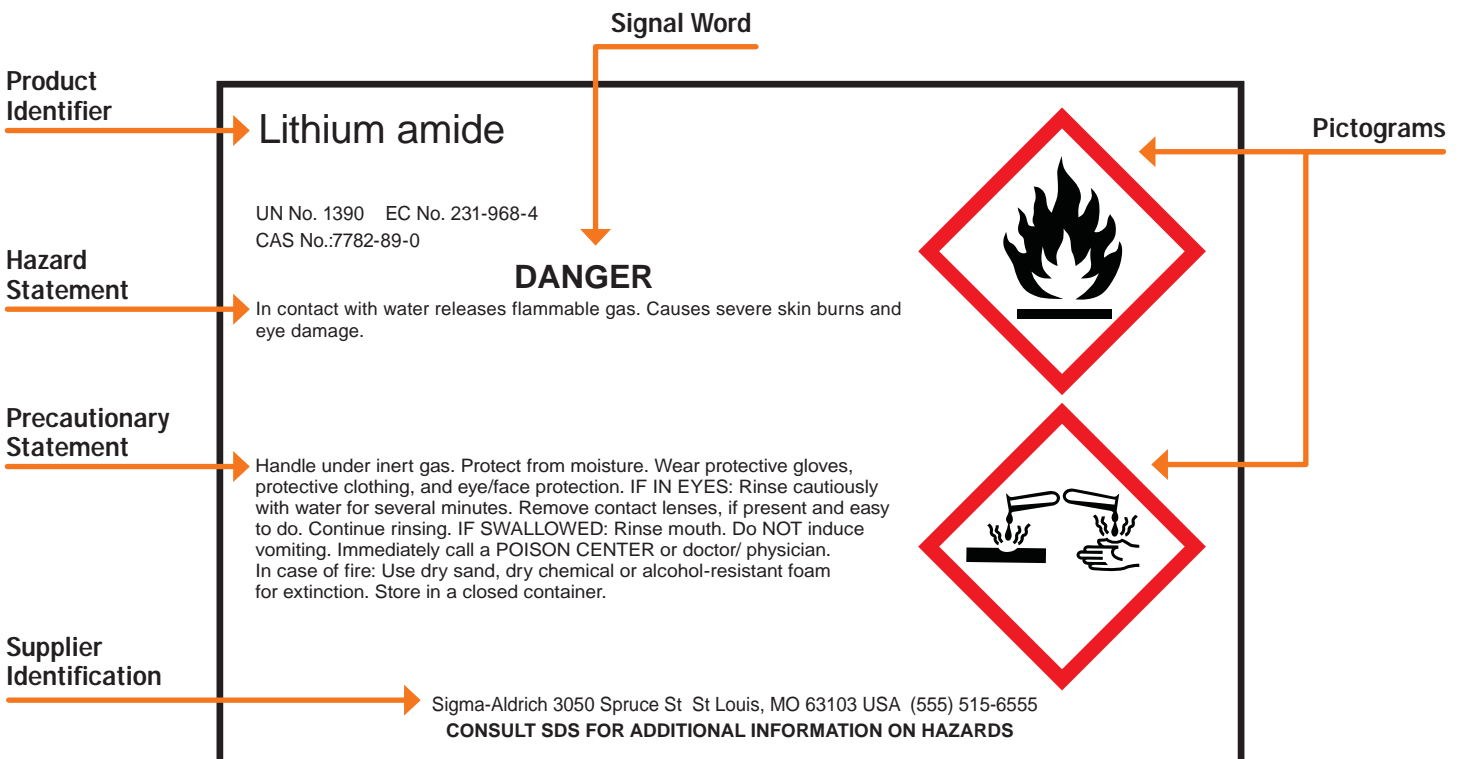 Signal Word
Product
Identifier
Lithium amide
Pictograms
UN No. 1390 EC No. 231-968-4
CAS No.:7782-89-0
Hazard
Statement
DANGER
In contact with water releases flammable gas. Causes severe skin burns and
eye damage.
Precautionary
Statement
Handle under inert gas. Protect from moisture. Wear protective gloves,
protective clothing, and eye/face protection. IF IN EYES: Rinse cautiously
with water for several minutes. Remove contact lenses, if present and easy
to do. Continue rinsing. IF SWALLOWED: Rinse mouth. Do NOT induce
vomiting. Immediately call a POISON CENTER or doctor/ physician.
In case of fire: Use dry sand, dry chemical or alcohol-resistant foam
for extinction. Store in a closed container.
Supplier
Identification
Sigma-Aldrich 3050 Spruce St St Louis, MO 63103 USA (555) 515-6555
CONSULT SDS FOR ADDITIONAL INFORMATION ON HAZARDS